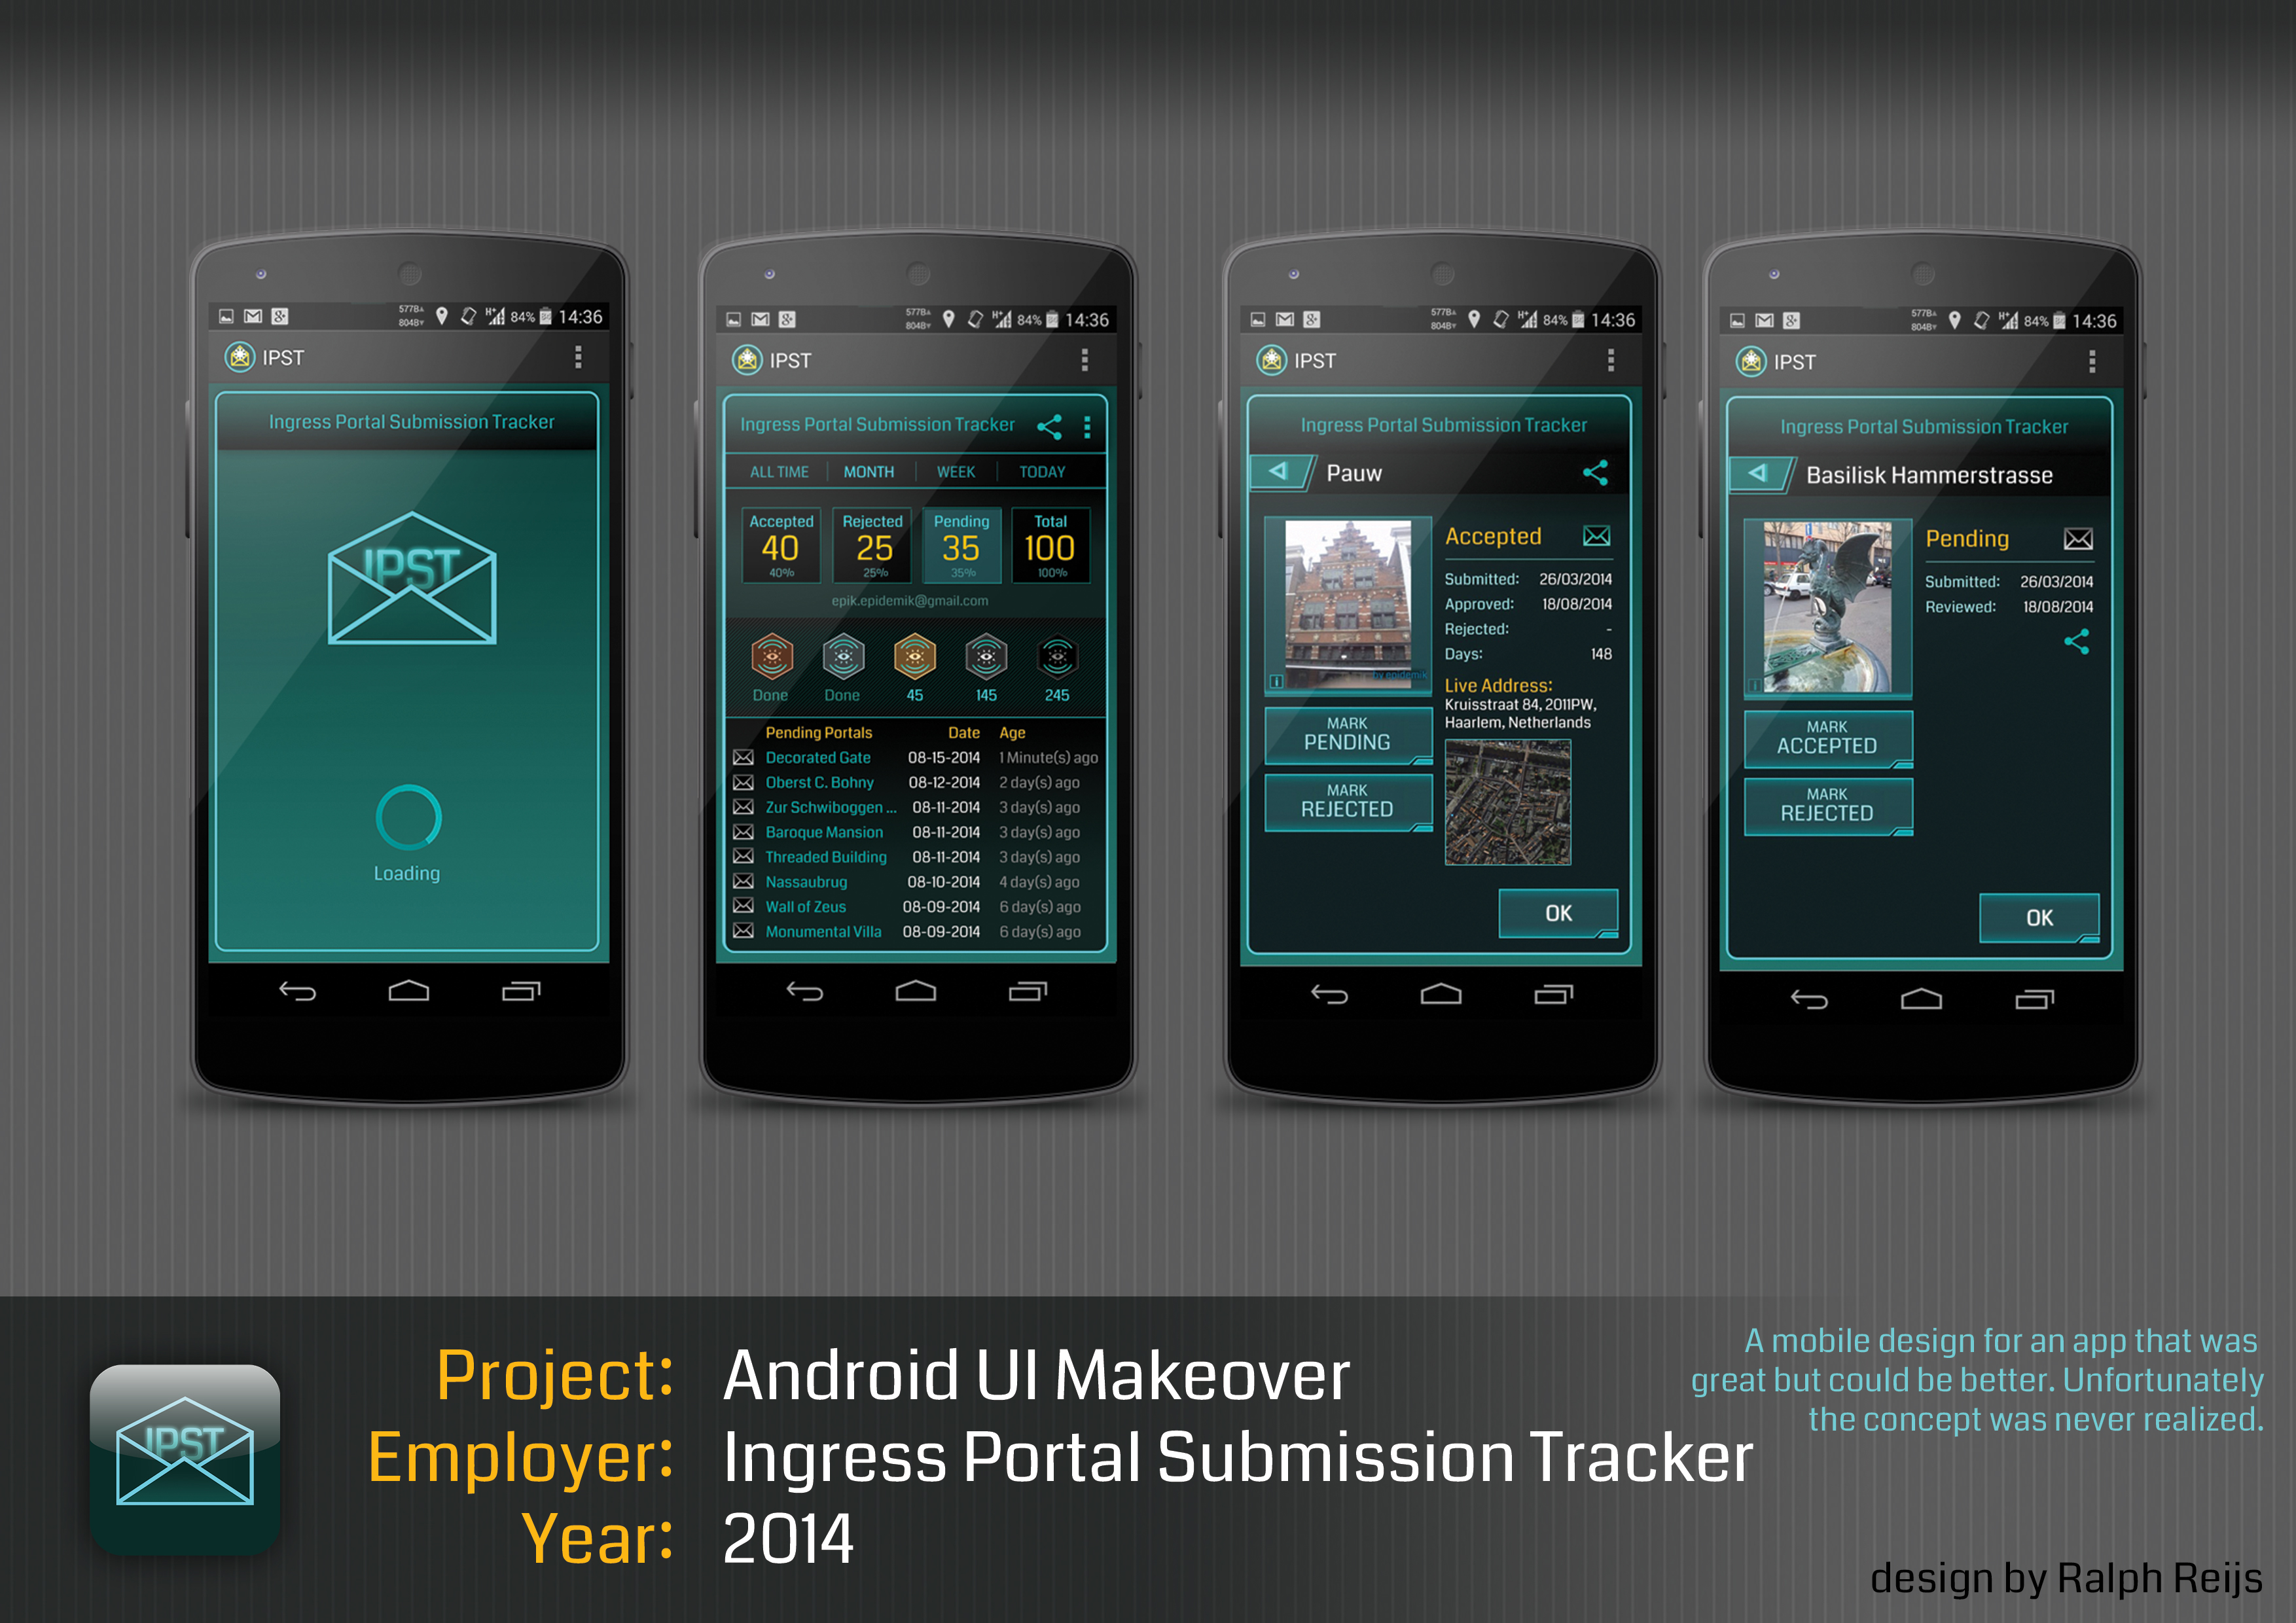 577B
804B
H+
84%
14:36
IPST
Ingress Portal Submission Tracker
IPST
Loading
577B
804B
H+
84%
14:36
IPST
Ingress Portal Submission Tracker
ALL TIME MONTH WEEK TODAY
Accepted Rejected Pending Total
40 25 35 100
40% 25% 35% 100%
epik.epidemik@gmail.com
Done Done 45 145 245
Pending Portals Date Age
Decorated Gate 08-15-2014 1 Minute(s) ago
Oberst C. Bohny 08-12-2014 2 day(s) ago
Zur Schwiboggen ... 08-11-2014 3 day(s) ago
Baroque Mansion 08-11-2014 3 day(s) ago
Threaded Building 08-11-2014 3 day(s) ago
Nassaubrug 08-10-2014 4 day(s) ago
Wall of Zeus 08-09-2014 6 day(s) ago
Monumental Villa 08-09-2014 6 day(s) ago
577B
804B
H+
84%
14:36
IPST
Ingress Portal Submission Tracker
Pauw
Accepted
Submitted: 26/03/2014
Approved: 18/08/2014
Rejected: -
Days: 148
by epidemik
Live Address:
Kruisstraat 84, 2011PW,
Haarlem, Netherlands
MARK
PENDING
MARK
REJECTED
OK
577B
804B
H+
84%
14:36
IPST
Ingress Portal Submission Tracker
Basilisk Hammerstrasse
Pending
Submitted: 26/03/2014
Reviewed: 18/08/2014
MARK
ACCEPTED
MARK
REJECTED
OK
IPST
Project: Android UI Makeover
Employer: Ingress Portal Submission Tracker
Year: 2014
A mobile design for an app that was
great but could be better. Unfortunately
the concept was never realized.
design by Ralph Reijs